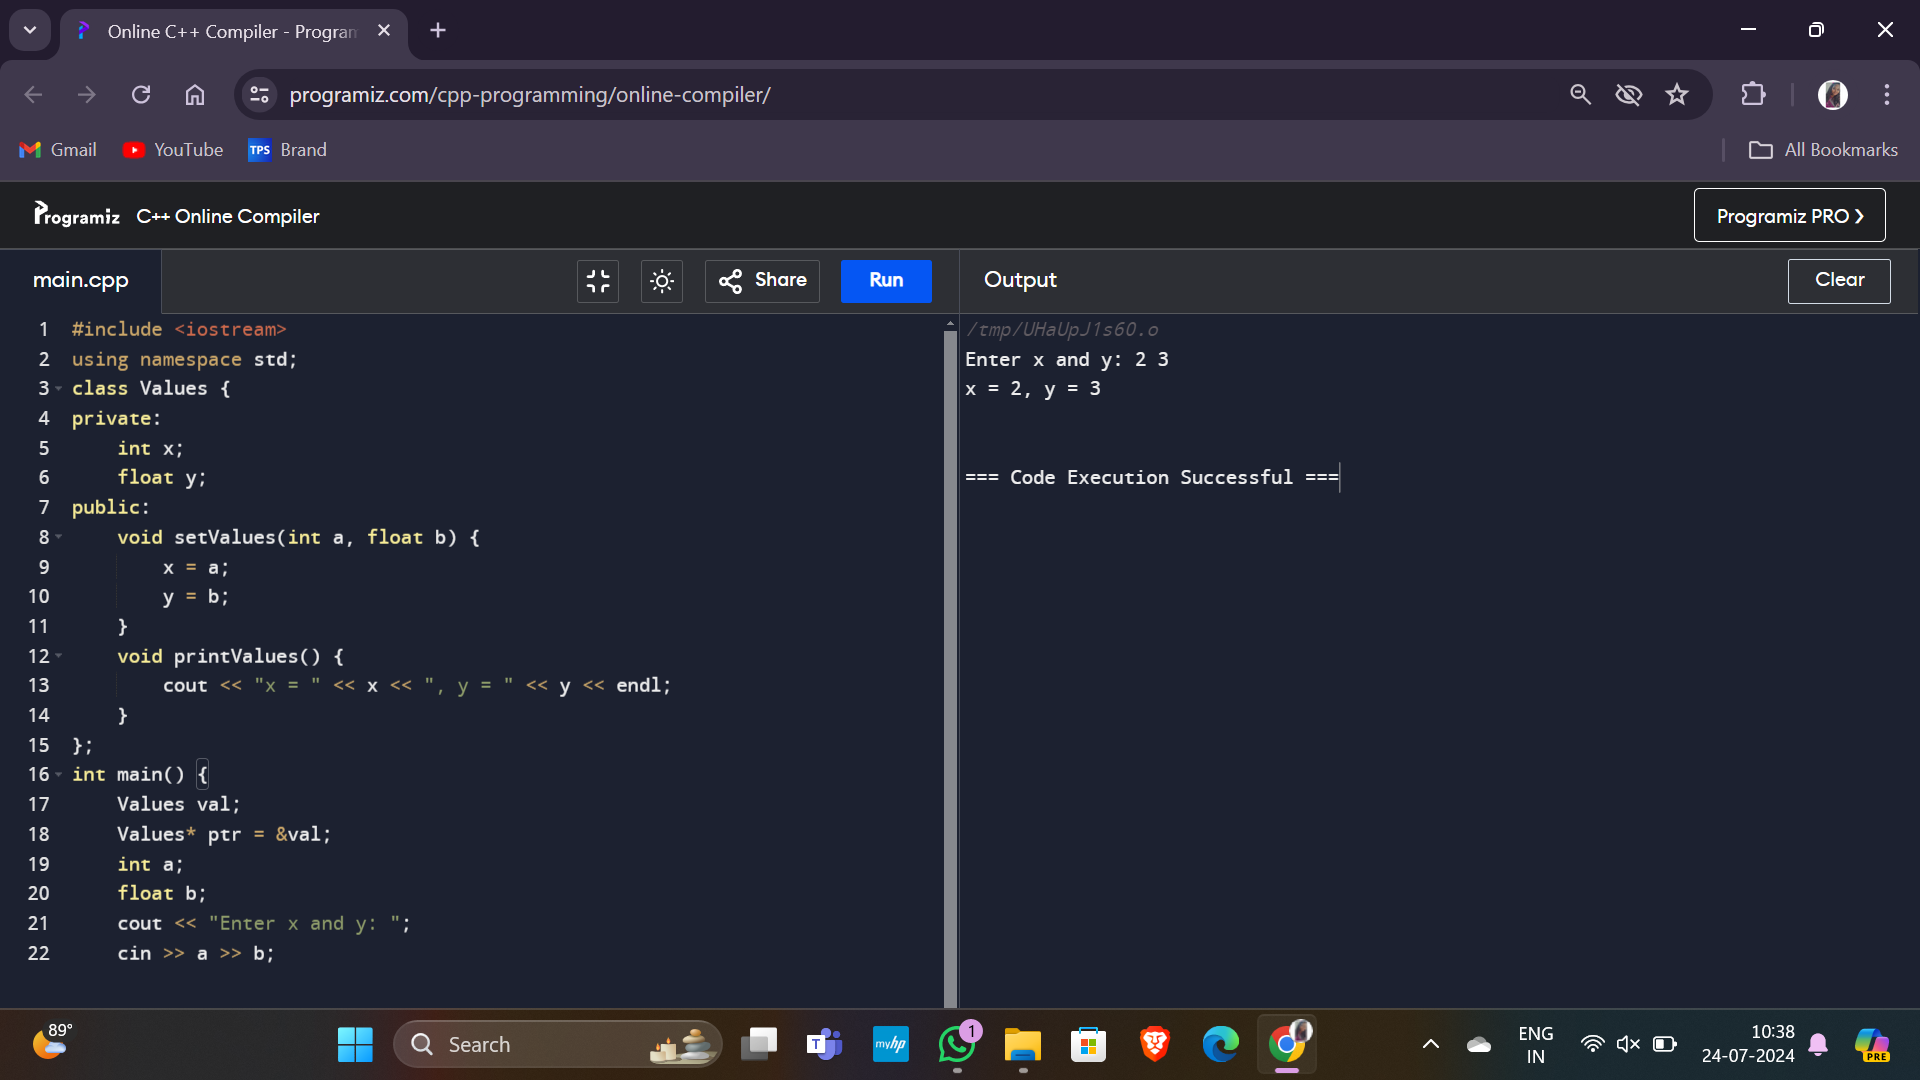 Online C++ Compiler - Program
programiz.com/cpp-programming/online-compiler/
Gmail YouTube TPS Brand All Bookmarks
Programiz C++ Online Compiler Programiz PRO ❯
main.cpp Share Run Output Clear
1 #include <iostream>
2 using namespace std;
3 class Values {
4 private:
5     int x;
6     float y;
7 public:
8     void setValues(int a, float b) {
9         x = a;
10         y = b;
11     }
12     void printValues() {
13         cout << "x = " << x << ", y = " << y << endl;
14     }
15 };
16 int main() {
17     Values val;
18     Values* ptr = &val;
19     int a;
20     float b;
21     cout << "Enter x and y: ";
22     cin >> a >> b;
/tmp/UHaUpJ1s6O.o
Enter x and y: 2 3
x = 2, y = 3
=== Code Execution Successful ===
89°
Search
T
myhp
1
ENG
IN
10:38
24-07-2024
PRE